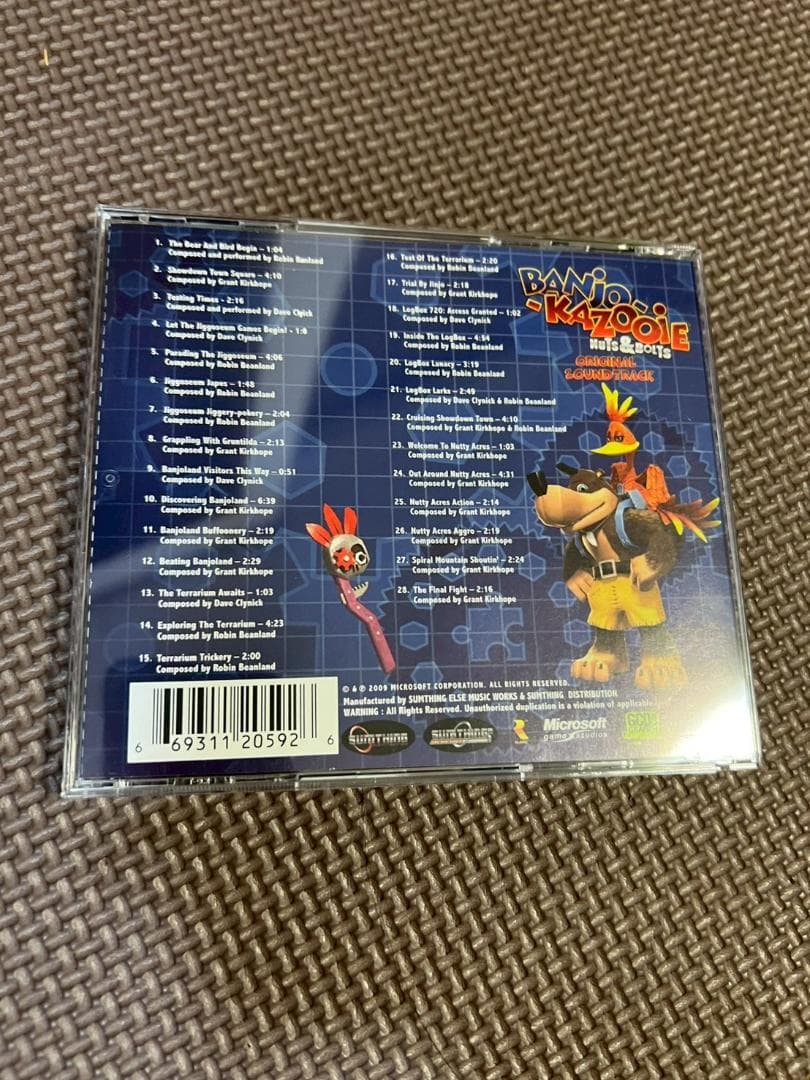 1. The Bear And Bird Begin – 1:04
Composed and performed by Robin Beanland
2. Showdown Town Square – 4:10
Composed by Grant Kirkhope
3. Testing Times – 2:16
Composed and performed by Dave Clynick
4. Let The Jiggoseum Games Begin! -
Composed by Dave Clynich
5. Parading The Jiggoseum – 4:06
Composed by Robin Beanland
6. Jiggoseum Japes – 1:48
Composed by Robin Beanland
7. Jiggoseum Jiggery-pokery – 2:04
Composed by Robin Beanland
8. Grappling With Gruntilda – 2:13
Composed by Grant Kirkhope
9. Banjoland Visitors This Way – 0:51
Composed by Dave Clynich
10. Discovering Banjoland – 6:39
Composed by Grant Kirkhope
11. Banjoland Buffoonery – 2:19
Composed by Grant Kirkhope
12. Beating Banjoland – 2:29
Composed by Grant Kirkhope
13. The Terrarium Awaits – 1:03
Composed by Dave Clynich
14. Exploring The Terrarium – 4:23
Composed by Robin Beanland
15. Terrarium Trickery – 2:00
Composed by Robin Beanland
16. Test Of The Terrarium – 2:20
Composed by Robin Beanland
17. Trial By Jinjo – 2:18
Composed by Grant Kirkhope
18. LogBox 720: Access Granted – 1:02
Composed by Dave Clynich
19. Inside The LogBox – 4:54
Composed by Robin Beanland
20. LogBox Lunacy – 3:19
Composed by Robin Beanland
21. LogBox Larks – 2:49
Composed by Dave Clynich & Robin Beanland
22. Cruising Showdown Town – 4:10
Composed by Grant Kirkhope & Robin Beanland
23. Welcome To Nutty Acres – 1:03
Composed by Grant Kirkhope
24. Out Around Nutty Acres – 4:31
Composed by Grant Kirkhope
25. Nutty Acres Action – 2:14
Composed by Grant Kirkhope
26. Nutty Acres Aggro – 2:19
Composed by Grant Kirkhope
27. Spiral Mountain Shoutin' – 2:24
Composed by Grant Kirkhope
28. The Final Fight – 2:16
Composed by Grant Kirkhope
BANJO-
-KAZOOIE
NUTS & BOLTS
ORIGINAL
SOUNDTRACK
© & ℗ 2009 MICROSOFT CORPORATION. ALL RIGHTS RESERVED.
Manufactured by SUMTHING ELSE MUSIC WORKS & SUMTHING DISTRIBUTION
WARNING : All Rights Reserved. Unauthorized duplication is a violation of applicable
6 69311 20592 6
SUMTHING
SUMTHING
Microsoft
game studios